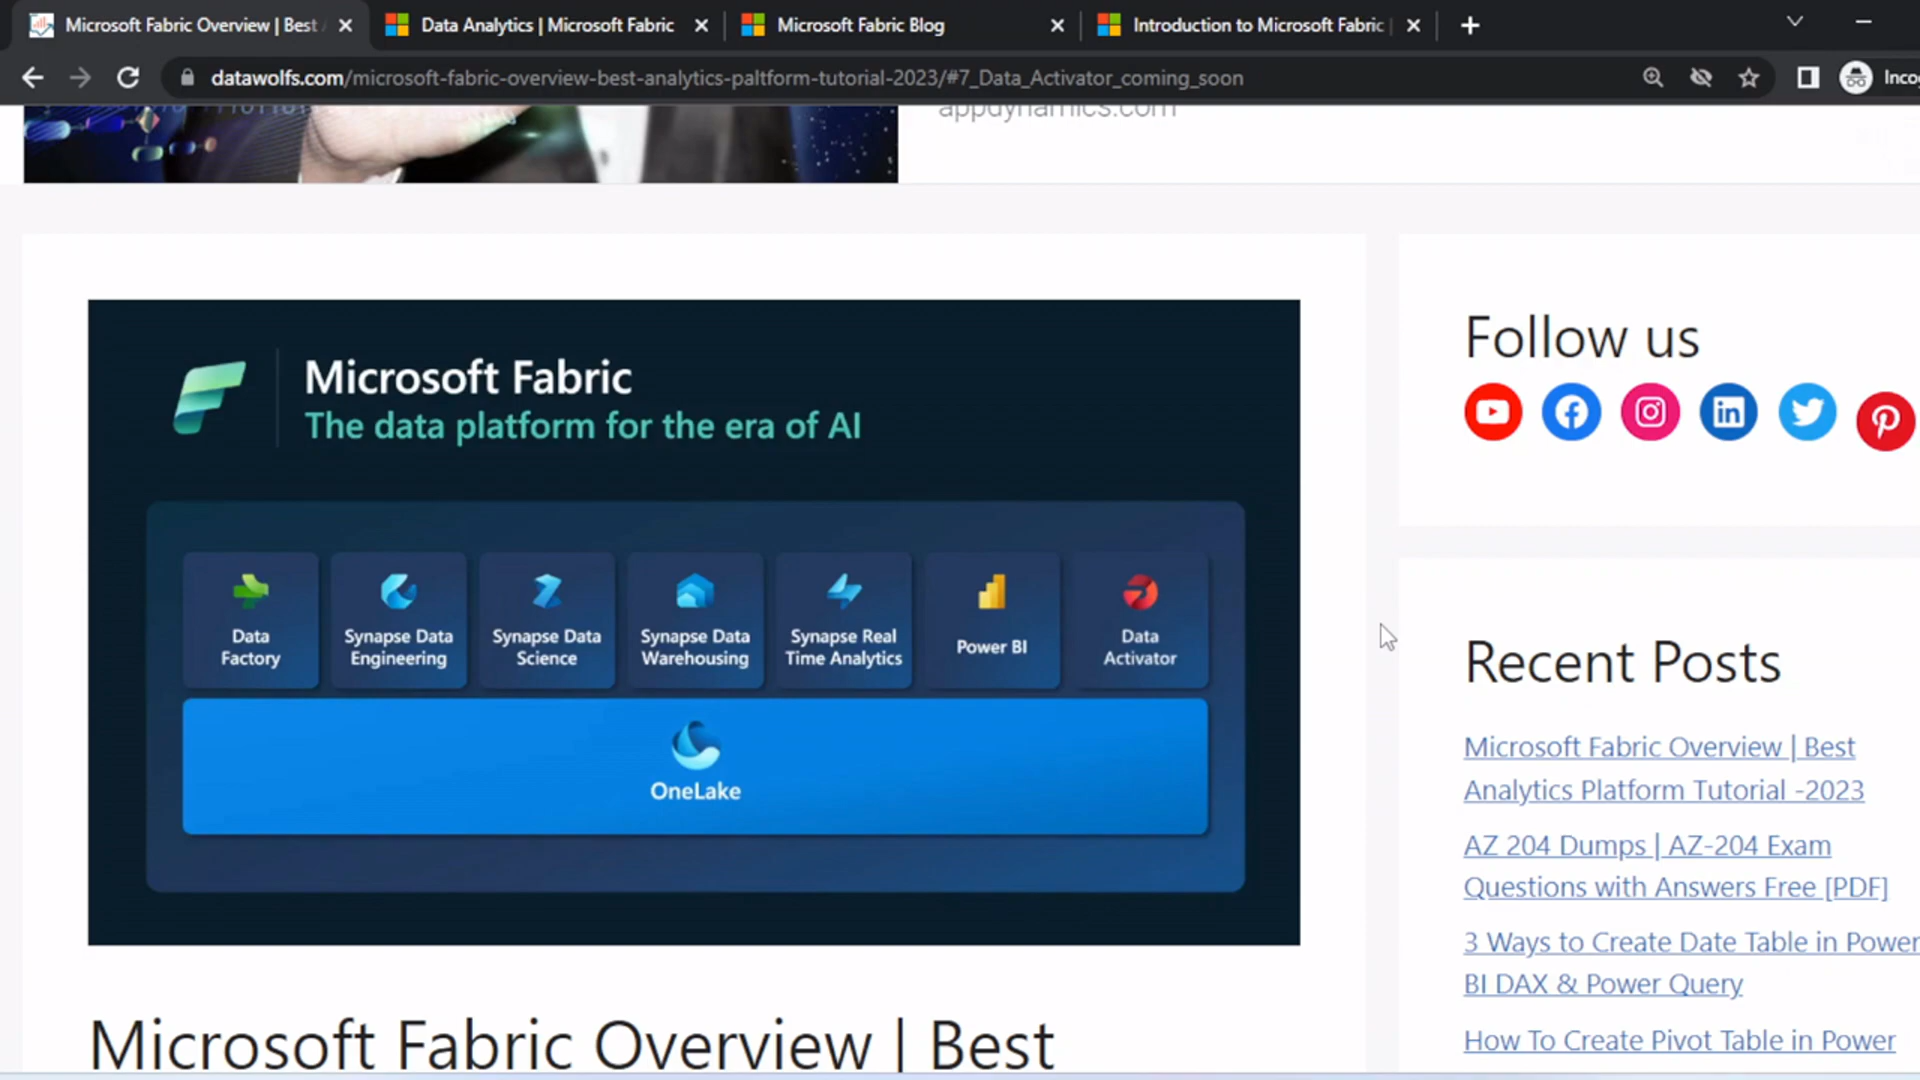 Microsoft Fabric Overview | Best
Data Analytics | Microsoft Fabric
Microsoft Fabric Blog
Introduction to Microsoft Fabric |
datawolfs.com/microsoft-fabric-overview-best-analytics-paltform-tutorial-2023/#7_Data_Activator_coming_soon
Inco
appdynamics.com
Microsoft Fabric
The data platform for the era of AI
Data
Factory
Synapse Data
Engineering
Synapse Data
Science
Synapse Data
Warehousing
Synapse Real
Time Analytics
Power BI
Data
Activator
OneLake
Microsoft Fabric Overview | Best
Follow us
Recent Posts
Microsoft Fabric Overview | Best
Analytics Platform Tutorial -2023
AZ 204 Dumps | AZ-204 Exam
Questions with Answers Free [PDF]
3 Ways to Create Date Table in Power
BI DAX & Power Query
How To Create Pivot Table in Power